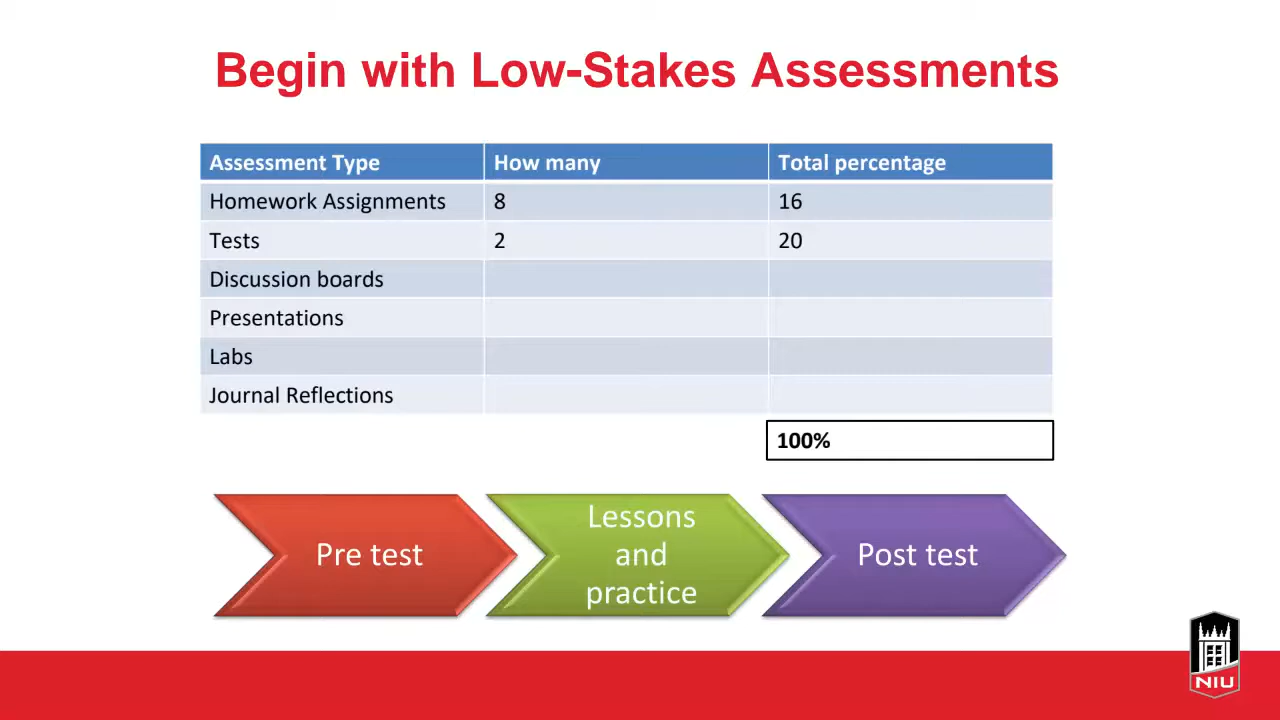 Begin with Low-Stakes Assessments
Assessment Type How many Total percentage
Homework Assignments 8 16
Tests 2 20
Discussion boards
Presentations
Labs
Journal Reflections
100%
Pre test
Lessons
and
practice
Post test
NIU